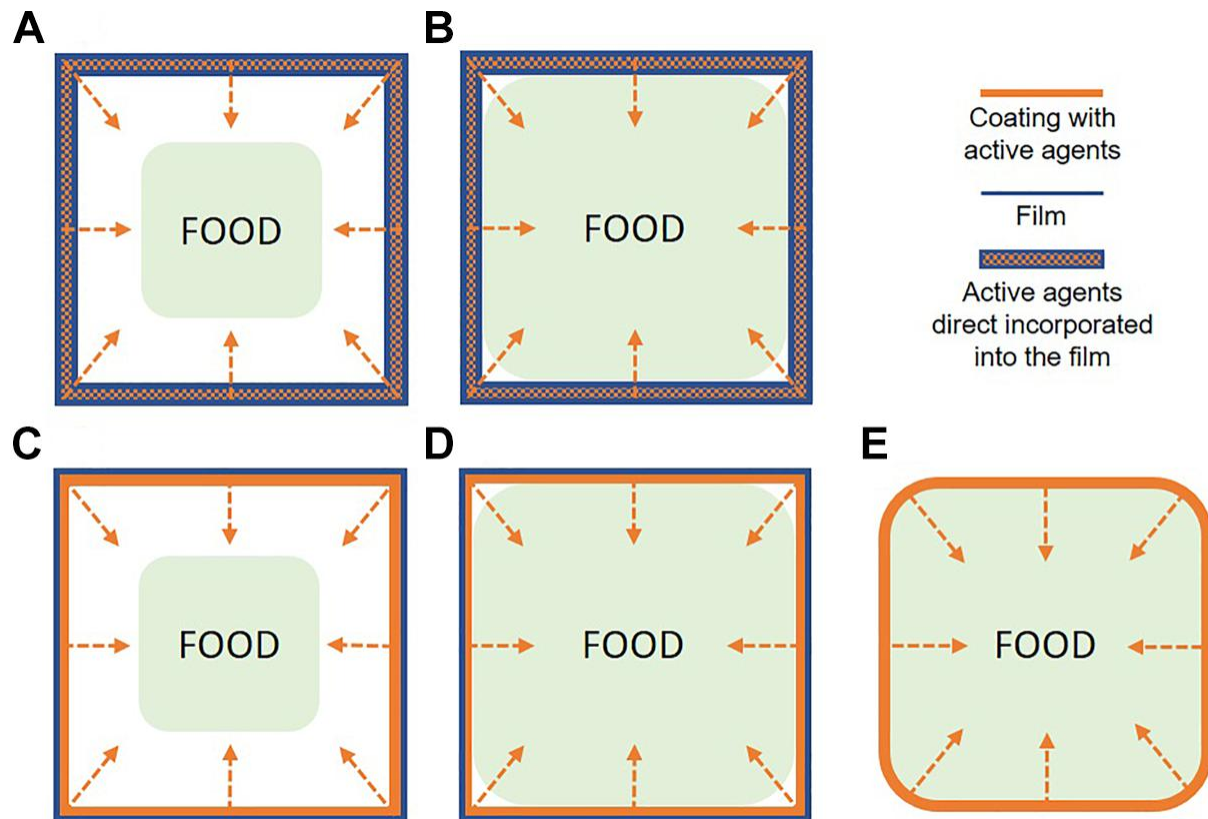 A
B
FOOD
FOOD
Coating with
active agents
Film
Active agents
direct incorporated
into the film
C
D
E
FOOD
FOOD
FOOD